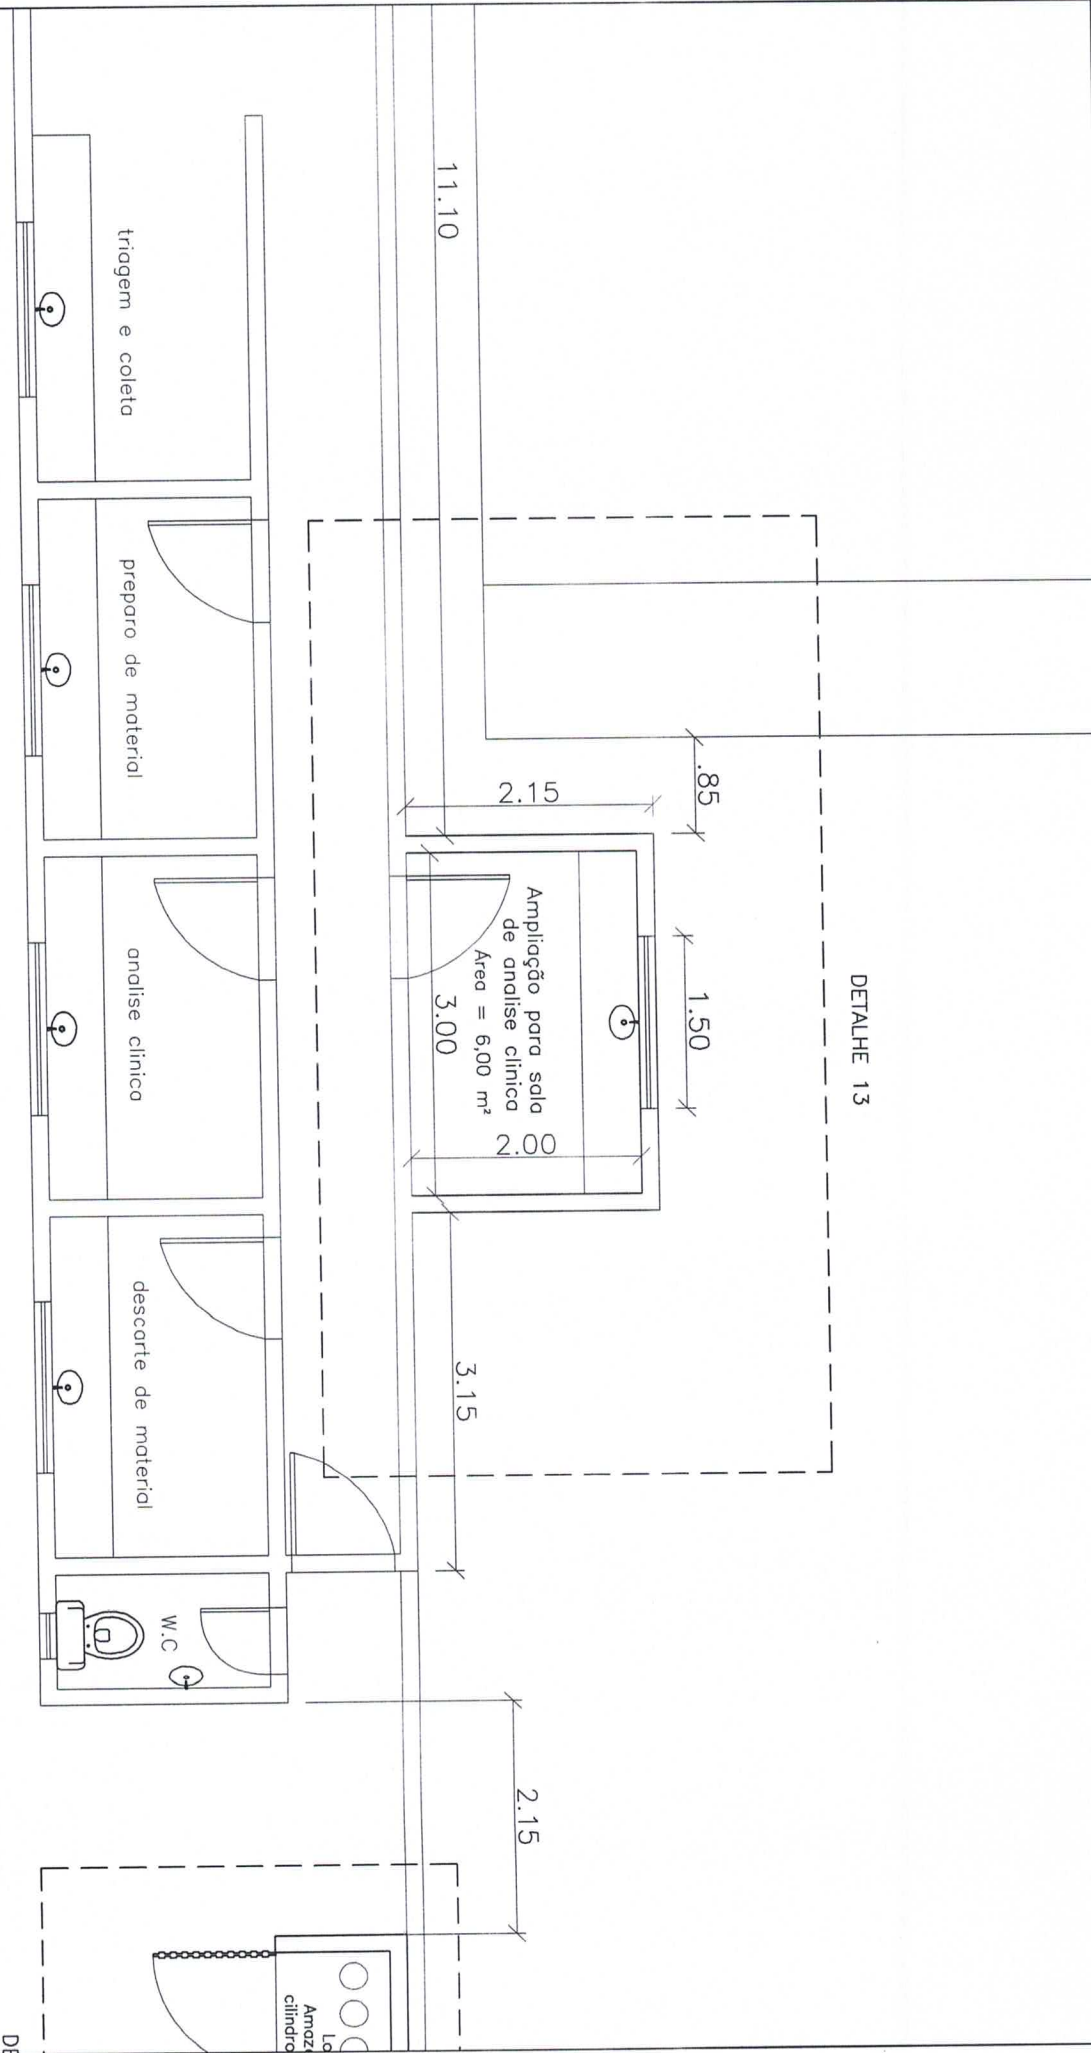 DETALHE 13
11.10
.85
2.15
1.50
Ampliação para sala
de analise clinica
Área = 6,00 m²
3.00
2.00
3.15
2.15
triagem e coleta
preparo de material
analise clinica
descarte de material
W.C